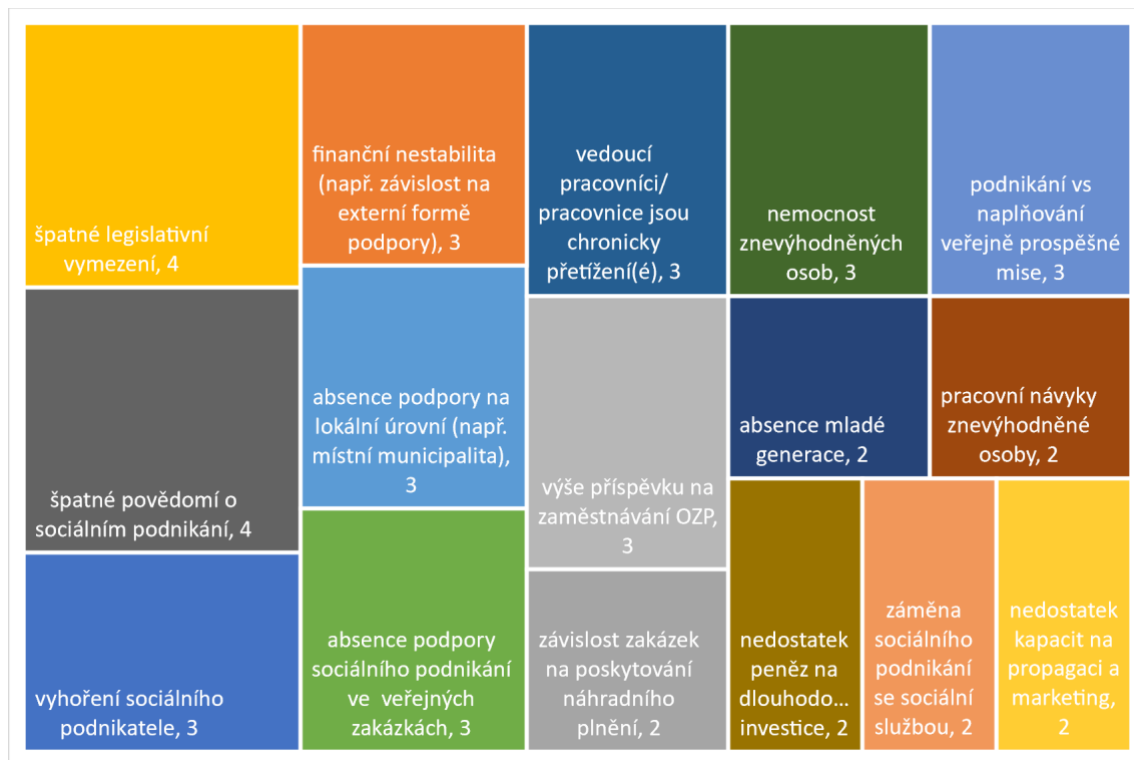 špatné legislativní
vymezení, 4
špatné povědomí o
sociálním podnikání, 4
vyhoření sociálního
podnikatele, 3
finanční nestabilita
(např. závislost na
externí formě
podpory), 3
absence podpory na
lokální úrovní (např.
místní municipalita),
3
absence podpory
sociálního podnikání
ve veřejných
zakázkách, 3
vedoucí
pracovníci/
pracovnice jsou
chronicky
přetížení(é), 3
výše příspěvku na
zaměstnávání OZP,
3
závislost zakázek
na poskytování
náhradního
plnění, 2
nemocnost
znevýhodněných
osob, 3
podnikání vs
naplňování
veřejně prospěšné
mise, 3
absence mladé
generace, 2
pracovní návyky
znevýhodněné
osoby, 2
nedostatek
peněz na
dlouhodo...
investice, 2
záměna
sociálního
podnikání
se sociální
službou, 2
nedostatek
kapacit na
propagaci a
marketing,
2